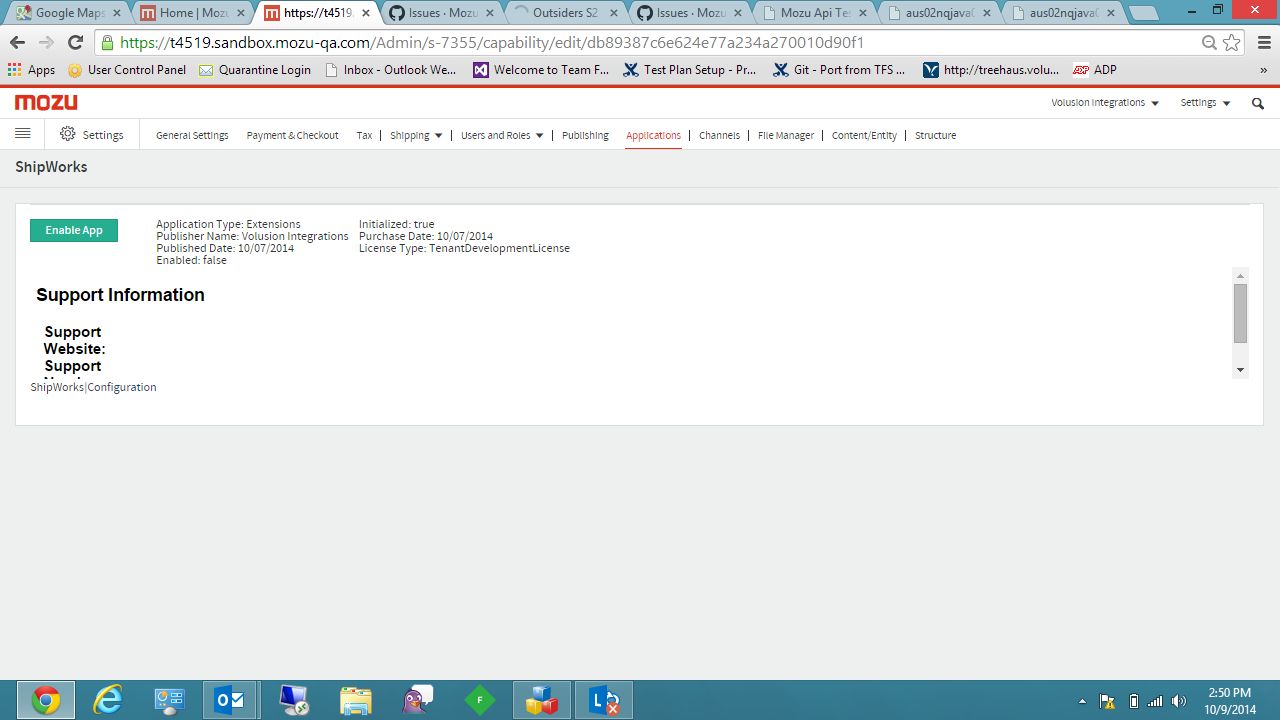 Google Maps
Home | Mozu
https://t4519.
Issues · Mozu
Outsiders S2
Issues · Mozu
Mozu Api Tes
aus02nqjava0
aus02nqjava0
https://t4519.sandbox.mozu-qa.com/Admin/s-7355/capability/edit/db89387c6e624e77a234a270010d90f1
Apps
User Control Panel
Quarantine Login
Inbox - Outlook We...
Welcome to Team F...
Test Plan Setup - Pr...
Git - Port from TFS ...
http://treehaus.volu...
ADP
»
mozu
Volusion Integrations
Settings
Settings
General Settings
Payment & Checkout
Tax
Shipping
Users and Roles
Publishing
Applications
Channels
File Manager
Content/Entity
Structure
ShipWorks
Enable App
Application Type: Extensions
Publisher Name: Volusion Integrations
Published Date: 10/07/2014
Enabled: false
Initialized: true
Purchase Date: 10/07/2014
License Type: TenantDevelopmentLicense
Support Information
Support
Website:
Support
ShipWorks|Configuration
2:50 PM
10/9/2014